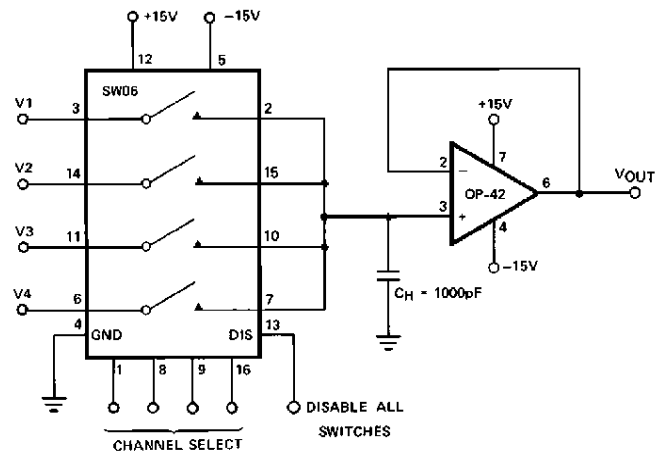 +15V
−15V
12
5
SW06
V1
3
2
V2
14
15
V3
11
10
V4
6
7
4
GND
DIS
13
1
8
9
16
CHANNEL SELECT
DISABLE ALL
SWITCHES
+15V
7
2
−
OP-42
6
VOUT
3
+
4
−15V
CH = 1000pF